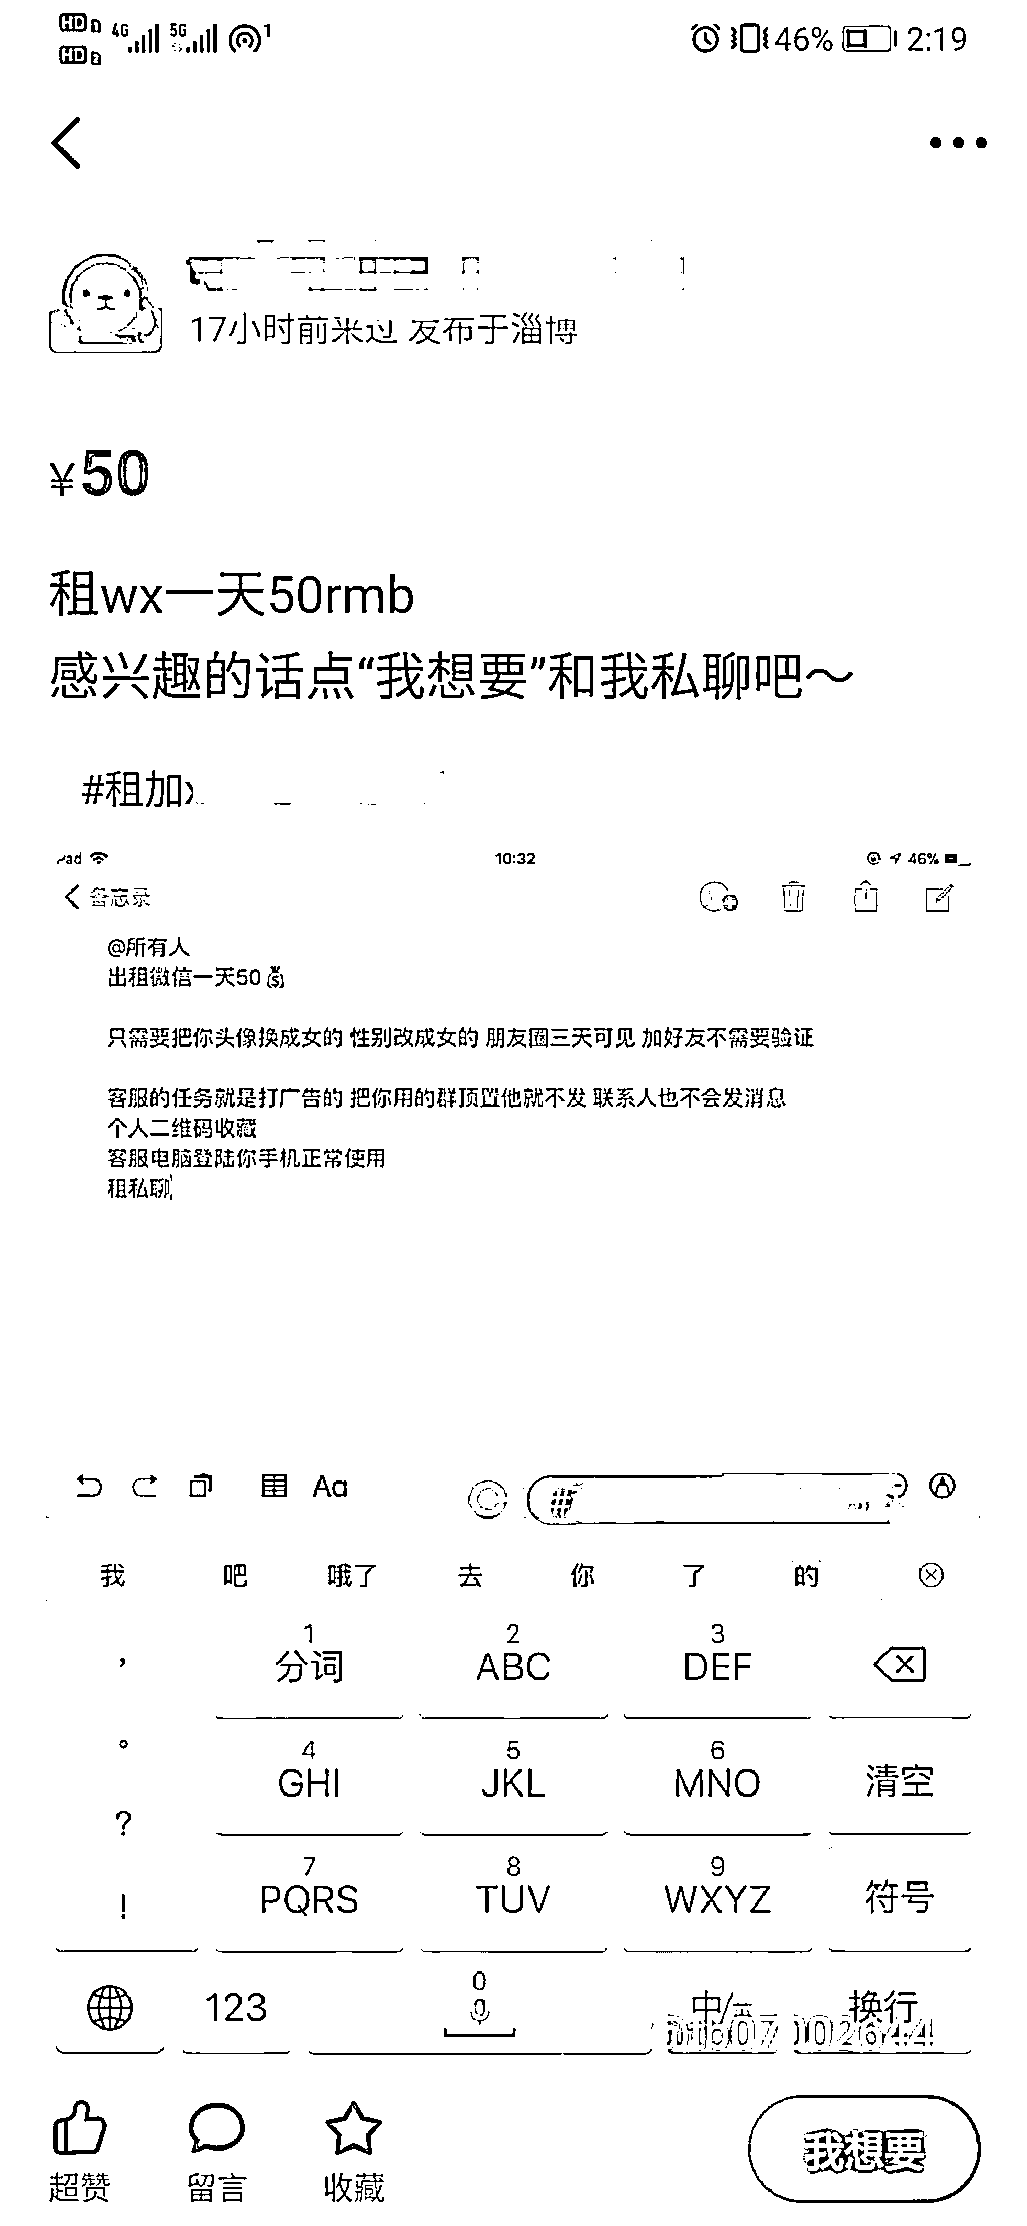 HD 1 4G 5G 1 46% 2:19
HD 2
17小时前来过 发布于淄博
¥50
租wx一天50rmb
感兴趣的话点“我想要”和我私聊吧～
#租加
10:32 46%
备忘录
@所有人
出租微信一天50💰
只需要把你头像换成女的 性别改成女的 朋友圈三天可见 加好友不需要验证
客服的任务就是打广告的 把你用的群顶置他就不发 联系人也不会发消息
个人二维码收藏
客服电脑登陆你手机正常使用
租私聊
Aa
我 吧 哦了 去 你 了 的
, 1 2 3
分词 ABC DEF
。 4 5 6
GHI JKL MNO 清空
?
7 8 9
! PQRS TUV WXYZ 符号
0
123 中/ 换行
超赞 留言 收藏 我想要